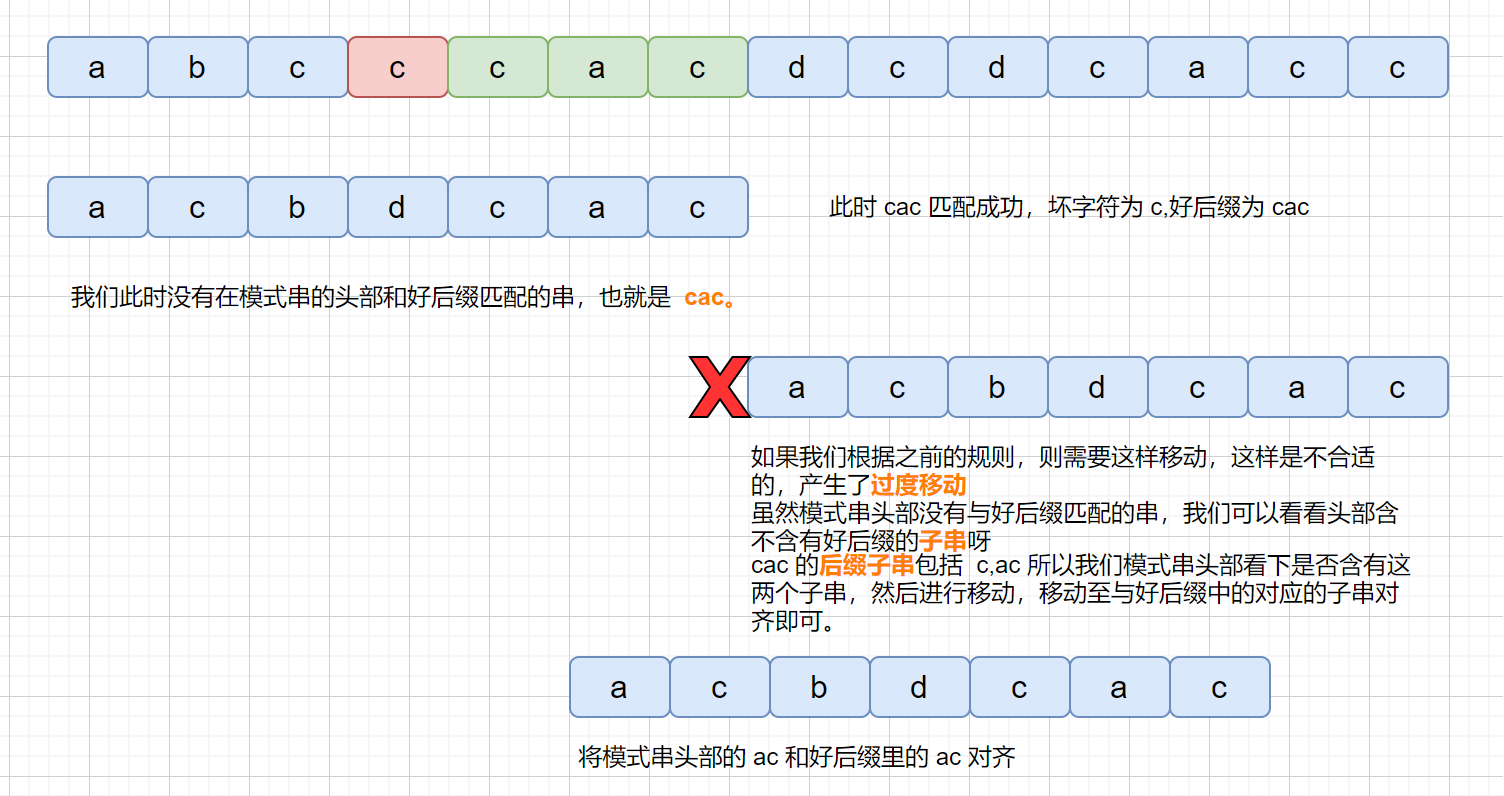 a b c c c a c d c d c a c c
a c b d c a c
此时 cac 匹配成功，坏字符为 c,好后缀为 cac
我们此时没有在模式串的头部和好后缀匹配的串，也就是 cac。
X
a c b d c a c
如果我们根据之前的规则，则需要这样移动，这样是不合适
的，产生了过度移动
虽然模式串头部没有与好后缀匹配的串，我们可以看看头部含
不含有好后缀的子串呀
cac 的后缀子串包括 c,ac 所以我们模式串头部看下是否含有这
两个子串，然后进行移动，移动至与好后缀中的对应的子串对
齐即可。
a c b d c a c
将模式串头部的 ac 和好后缀里的 ac 对齐